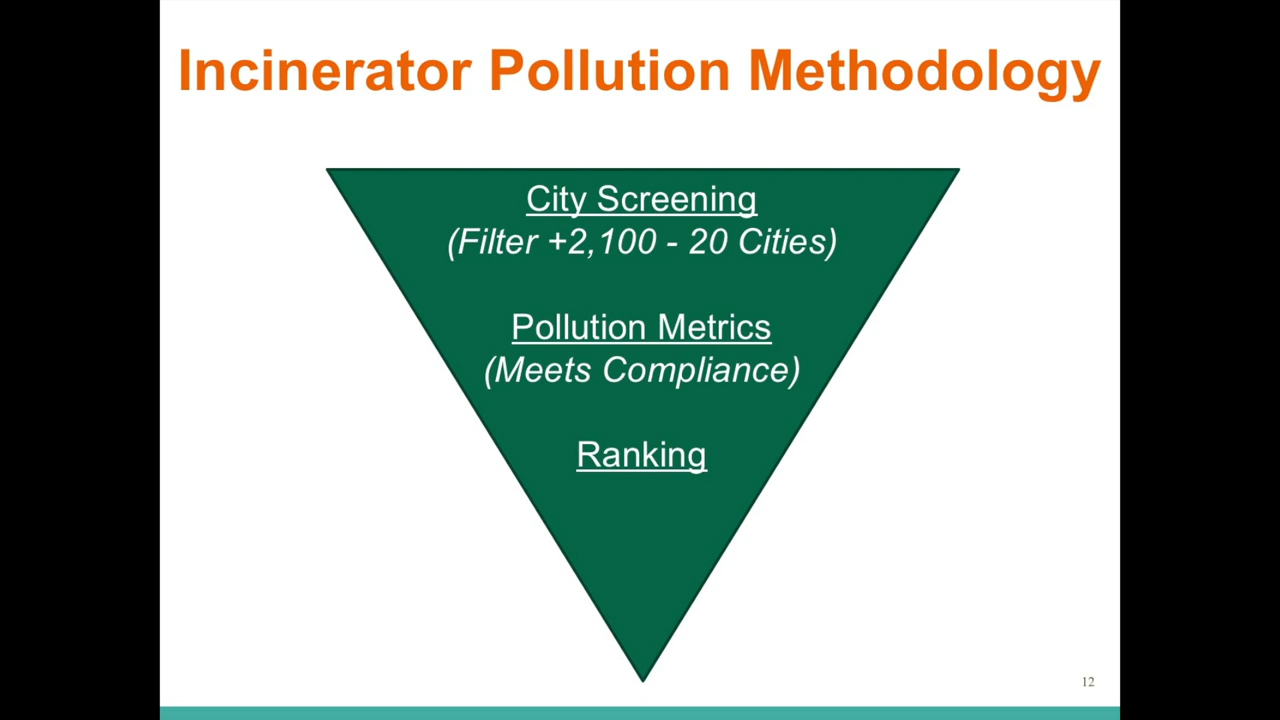 Incinerator Pollution Methodology
City Screening
(Filter +2,100 - 20 Cities)
Pollution Metrics
(Meets Compliance)
Ranking
12